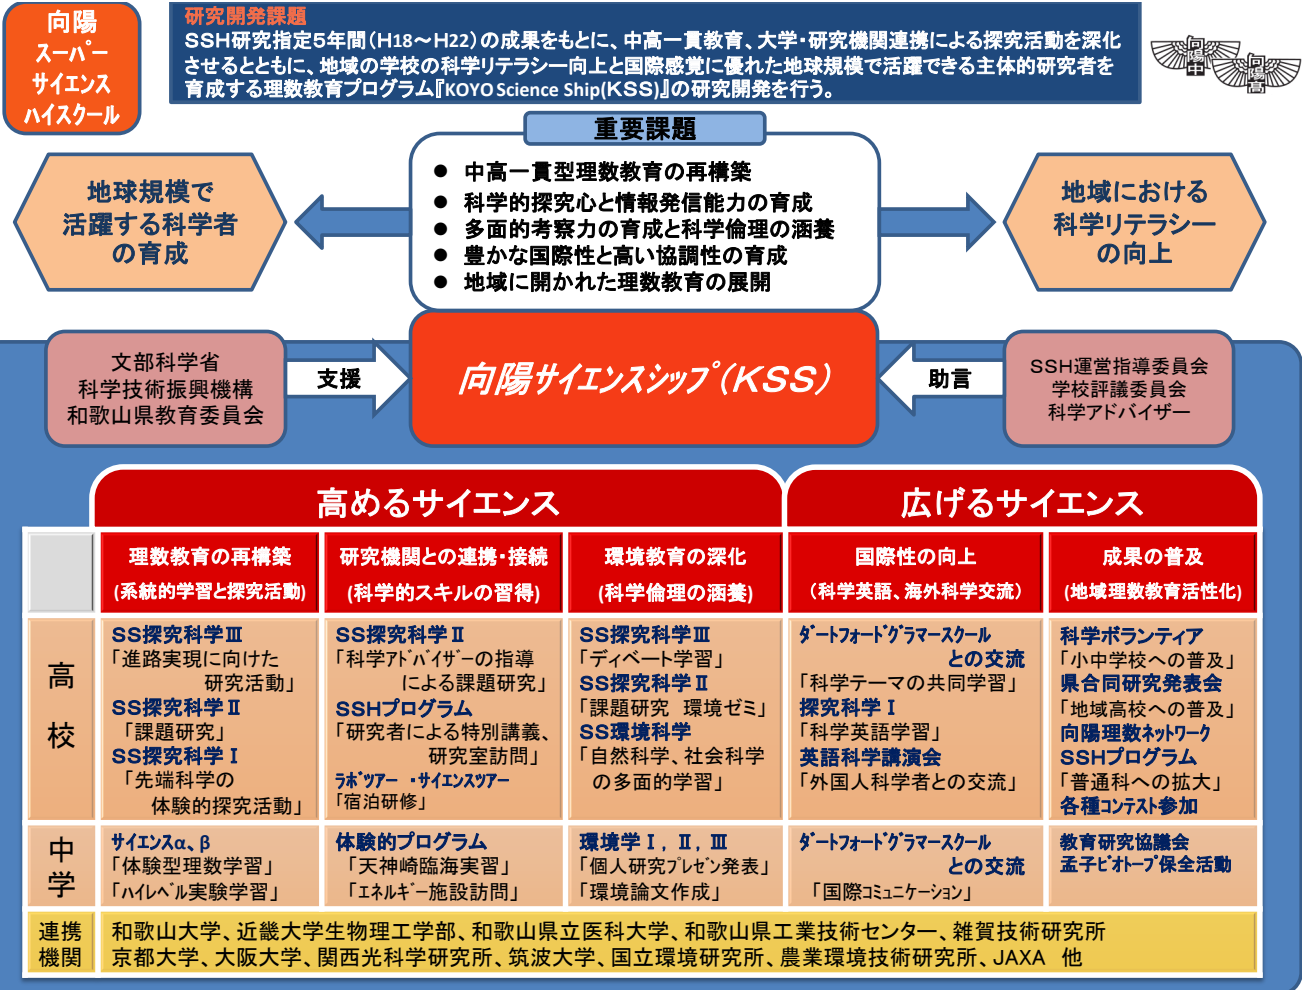 向陽
スーパー
サイエンス
ハイスクール
研究開発課題
SSH研究指定5年間(H18～H22)の成果をもとに、中高一貫教育、大学・研究機関連携による探究活動を深化
させるとともに、地域の学校の科学リテラシー向上と国際感覚に優れた地球規模で活躍できる主体的研究者を
育成する理数教育プログラム『KOYO Science Ship(KSS)』の研究開発を行う。
向陽中
向陽高
重要課題
● 中高一貫型理数教育の再構築
● 科学的探究心と情報発信能力の育成
● 多面的考察力の育成と科学倫理の涵養
● 豊かな国際性と高い協調性の育成
● 地域に開かれた理数教育の展開
地球規模で
活躍する科学者
の育成
地域における
科学リテラシー
の向上
文部科学省
科学技術振興機構
和歌山県教育委員会
支援
向陽サイエンスシップ(KSS)
助言
SSH運営指導委員会
学校評議委員会
科学アドバイザー
高めるサイエンス
広げるサイエンス
理数教育の再構築
(系統的学習と探究活動)
研究機関との連携・接続
(科学的スキルの習得)
環境教育の深化
(科学倫理の涵養)
国際性の向上
(科学英語、海外科学交流)
成果の普及
(地域理数教育活性化)
高
校
SS探究科学Ⅲ
「進路実現に向けた
研究活動」
SS探究科学Ⅱ
「課題研究」
SS探究科学Ⅰ
「先端科学の
体験的探究活動」
SS探究科学Ⅱ
「科学ｱﾄﾞﾊﾞｲｻﾞｰの指導
による課題研究」
SSHプログラム
「研究者による特別講義、
研究室訪問」
ﾗﾎﾞﾂｱｰ ・ｻｲｴﾝｽﾂｱｰ
「宿泊研修」
SS探究科学Ⅲ
「ディベート学習」
SS探究科学Ⅱ
「課題研究 環境ゼミ」
SS環境科学
「自然科学、社会科学
の多面的学習」
ﾀﾞｰﾄﾌｫｰﾄﾞｸﾞﾗﾏｰｽｸｰﾙ
との交流
「科学テーマの共同学習」
探究科学Ⅰ
「科学英語学習」
英語科学講演会
「外国人科学者との交流」
科学ボランティア
「小中学校への普及」
県合同研究発表会
「地域高校への普及」
向陽理数ﾈｯﾄﾜｰｸ
SSHプログラム
「普通科への拡大」
各種ｺﾝﾃｽﾄ参加
中
学
サイエンスα、β
「体験型理数学習」
「ﾊｲﾚﾍﾞﾙ実験学習」
体験的プログラム
「天神崎臨海実習」
「ｴﾈﾙｷﾞｰ施設訪問」
環境学Ⅰ, Ⅱ, Ⅲ
「個人研究ﾌﾟﾚｾﾞﾝ発表」
「環境論文作成」
ﾀﾞｰﾄﾌｫｰﾄﾞｸﾞﾗﾏｰｽｸｰﾙ
との交流
「国際ｺﾐｭﾆｹｰｼｮﾝ」
教育研究協議会
孟子ﾋﾞｵﾄｰﾌﾟ保全活動
連携
機関
和歌山大学、近畿大学生物理工学部、和歌山県立医科大学、和歌山県工業技術センター、雑賀技術研究所
京都大学、大阪大学、関西光科学研究所、筑波大学、国立環境研究所、農業環境技術研究所、JAXA 他